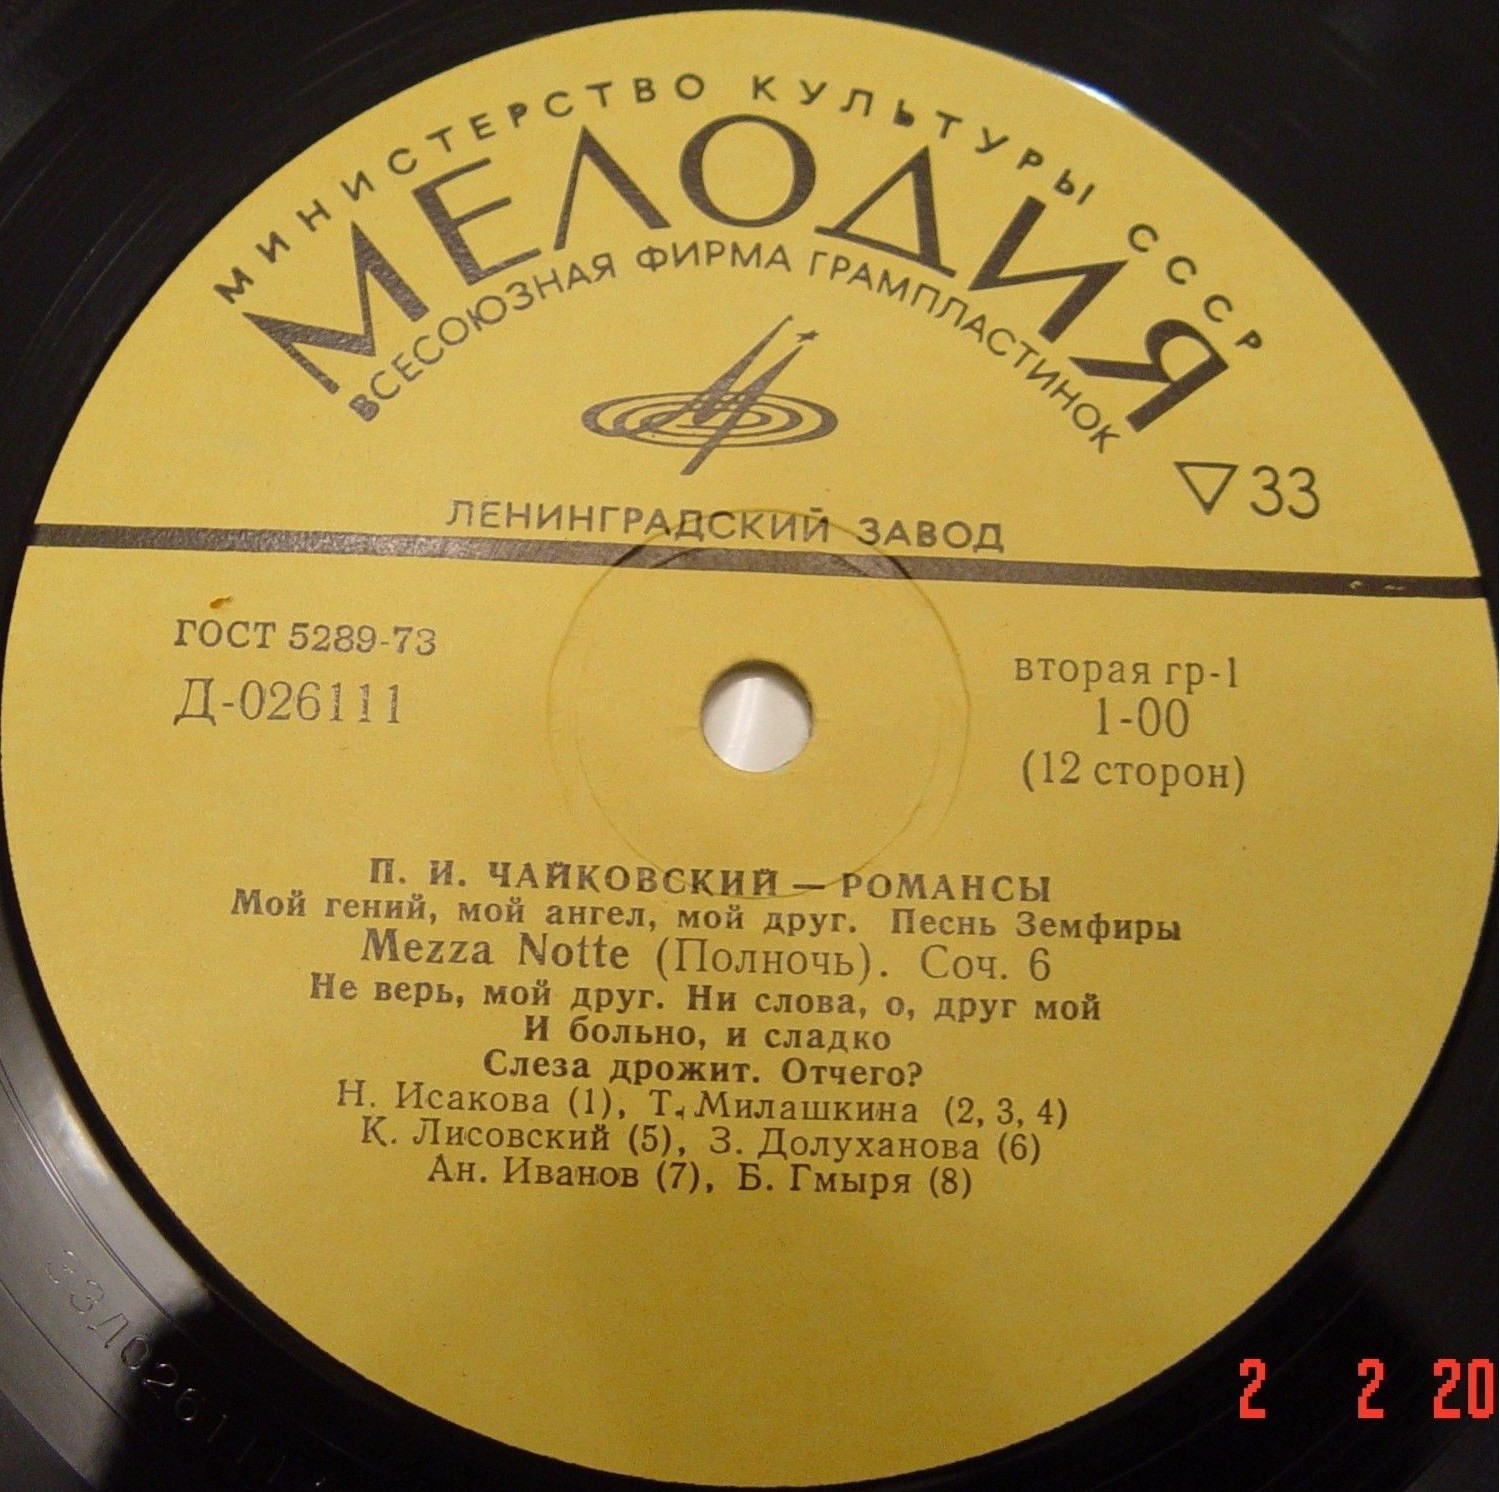 МИНИСТЕРСТВО КУЛЬТУРЫ СССР
МЕЛОДИЯ
ВСЕСОЮЗНАЯ ФИРМА ГРАМПЛАСТИНОК
33
ЛЕНИНГРАДСКИЙ ЗАВОД
ГОСТ 5289-73
Д-026111
вторая гр-1
1-00
(12 сторон)
П. И. ЧАЙКОВСКИЙ — РОМАНСЫ
Мой гений, мой ангел, мой друг. Песнь Земфиры
Mezza Notte (Полночь). Соч. 6
Не верь, мой друг. Ни слова, о, друг мой
И больно, и сладко
Слеза дрожит. Отчего?
Н. Исакова (1), Т. Милашкина (2, 3, 4)
К. Лисовский (5), З. Долуханова (6)
Ан. Иванов (7), Б. Гмыря (8)
33Д026111
2 2 20